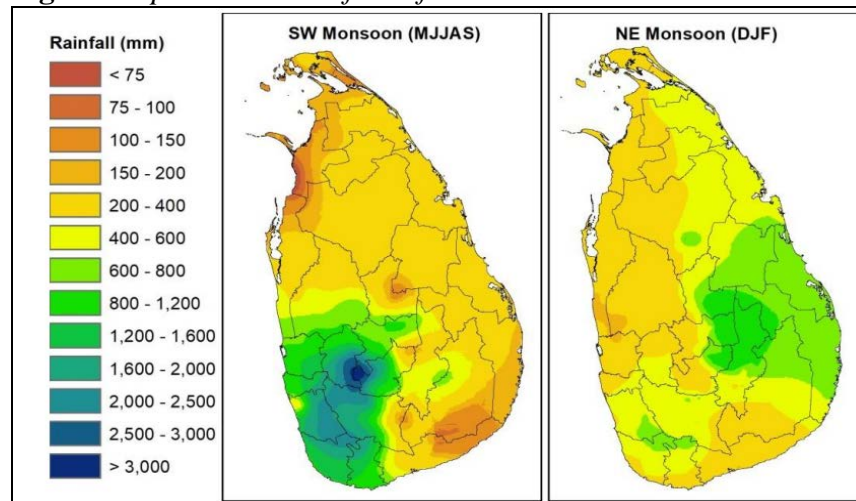 Rainfall (mm)
< 75
75 - 100
100 - 150
150 - 200
200 - 400
400 - 600
600 - 800
800 - 1,200
1,200 - 1,600
1,600 - 2,000
2,000 - 2,500
2,500 - 3,000
> 3,000
SW Monsoon (MJJAS)
NE Monsoon (DJF)